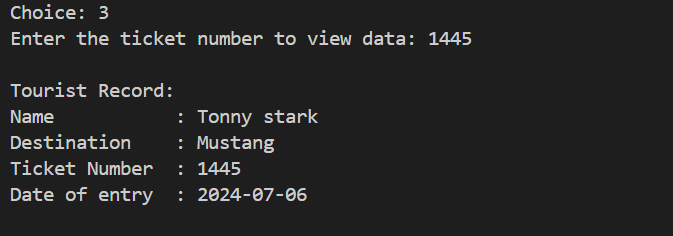 Choice: 3
Enter the ticket number to view data: 1445
Tourist Record:
Name : Tonny stark
Destination : Mustang
Ticket Number : 1445
Date of entry : 2024-07-06